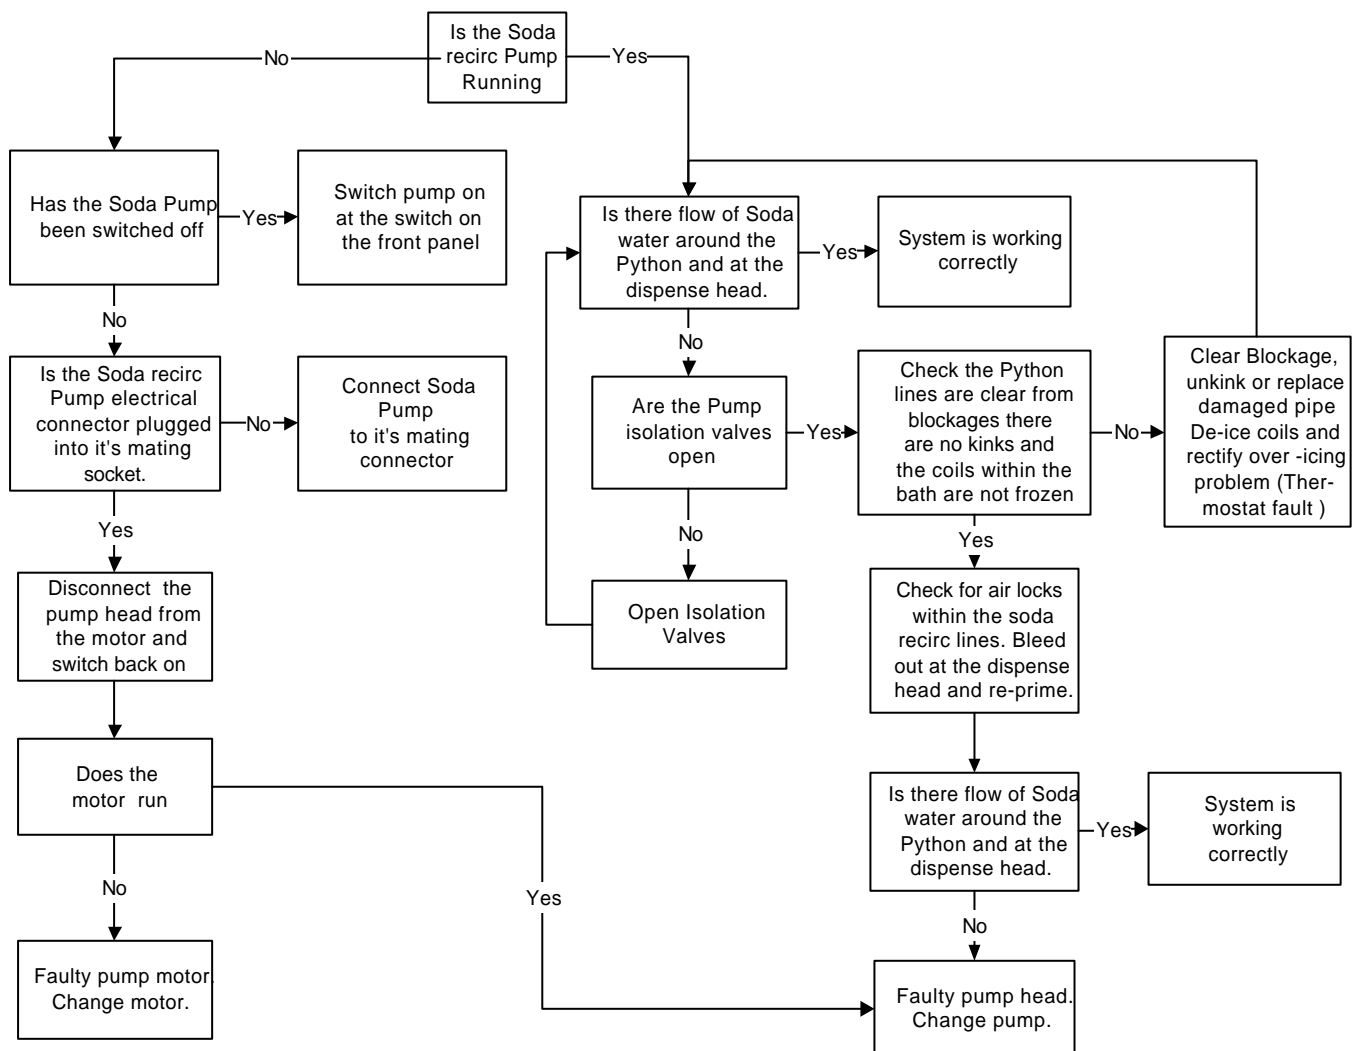 Is the Soda
recirc Pump
Running
No
Yes
Has the Soda Pump
been switched off
Yes
Switch pump on
at the switch on
the front panel
Is there flow of Soda
water around the
Python and at the
dispense head.
Yes
System is working
correctly
No
No
Is the Soda recirc
Pump electrical
connector plugged
into it's mating
socket.
No
Connect Soda
Pump
to it's mating
connector
Are the Pump
isolation valves
open
Yes
Check the Python
lines are clear from
blockages there
are no kinks and
the coils within the
bath are not frozen
No
Clear Blockage,
unkink or replace
damaged pipe
De-ice coils and
rectify over -icing
problem (Ther-
mostat fault )
Yes
No
Yes
Disconnect the
pump head from
the motor and
switch back on
Open Isolation
Valves
Check for air locks
within the soda
recirc lines. Bleed
out at the dispense
head and re-prime.
Does the
motor run
Is there flow of Soda
water around the
Python and at the
dispense head.
Yes
System is
working
correctly
No
Yes
No
Faulty pump motor.
Change motor.
Faulty pump head.
Change pump.